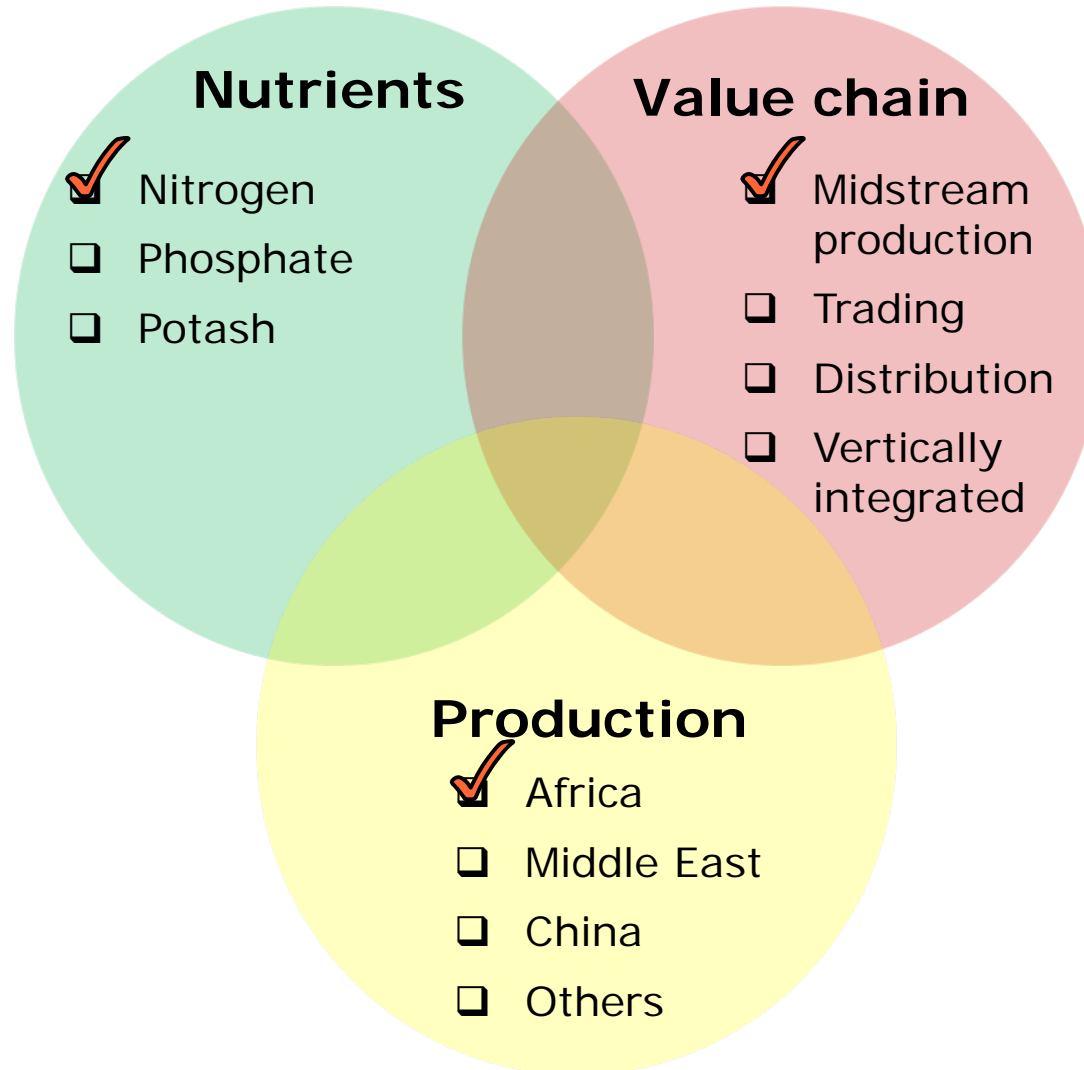 Nutrients
Nitrogen
Phosphate
Potash
Value chain
Midstream
production
Trading
Distribution
Vertically
integrated
Production
Africa
Middle East
China
Others